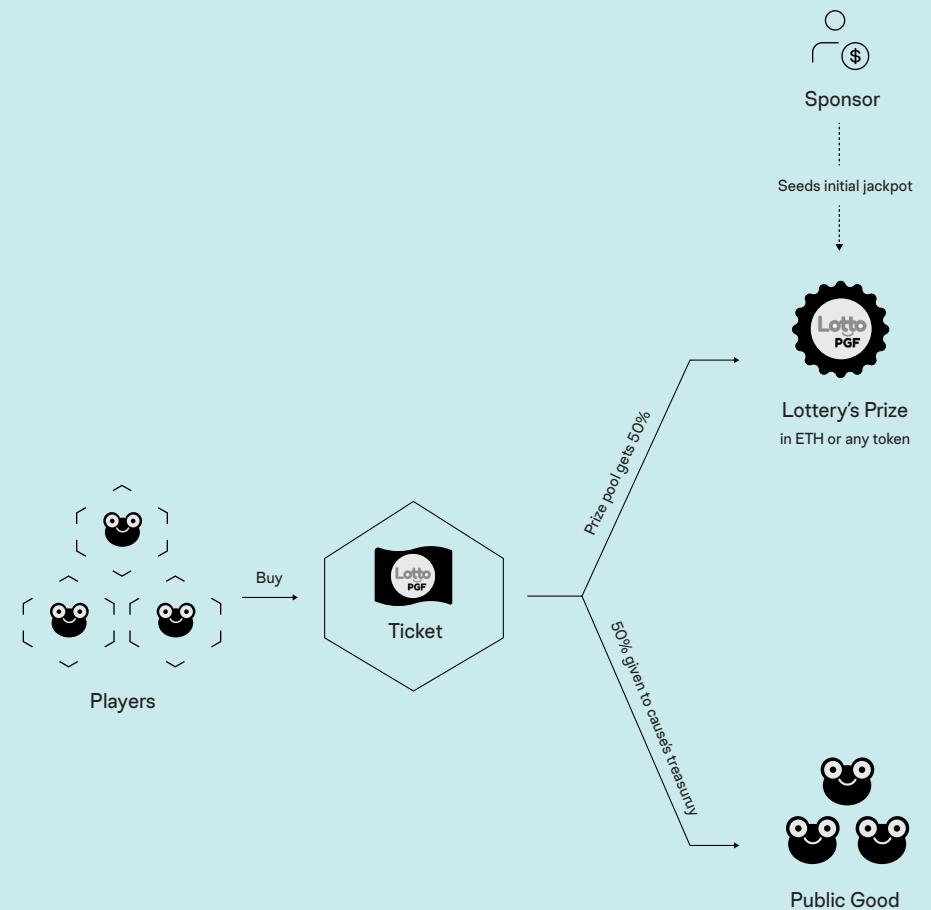 $
Sponsor
Seeds initial jackpot
Lotto
PGF
Lottery’s Prize
in ETH or any token
Prize pool gets 50%
Buy
Lotto
PGF
Ticket
Players
50% given to cause's treasuruy
Public Good